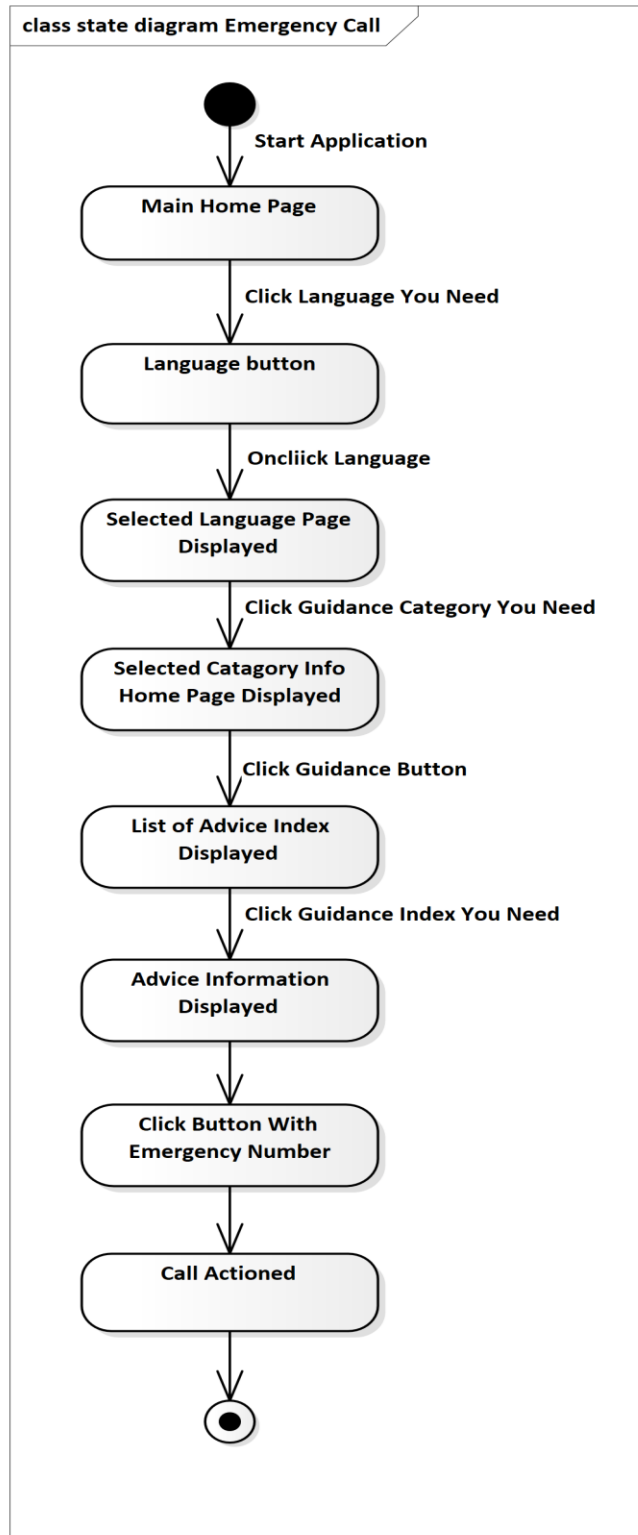 class state diagram Emergency Call
Start Application
Main Home Page
Click Language You Need
Language button
Oncliick Language
Selected Language Page
Displayed
Click Guidance Category You Need
Selected Catagory Info
Home Page Displayed
Click Guidance Button
List of Advice Index
Displayed
Click Guidance Index You Need
Advice Information
Displayed
Click Button With
Emergency Number
Call Actioned